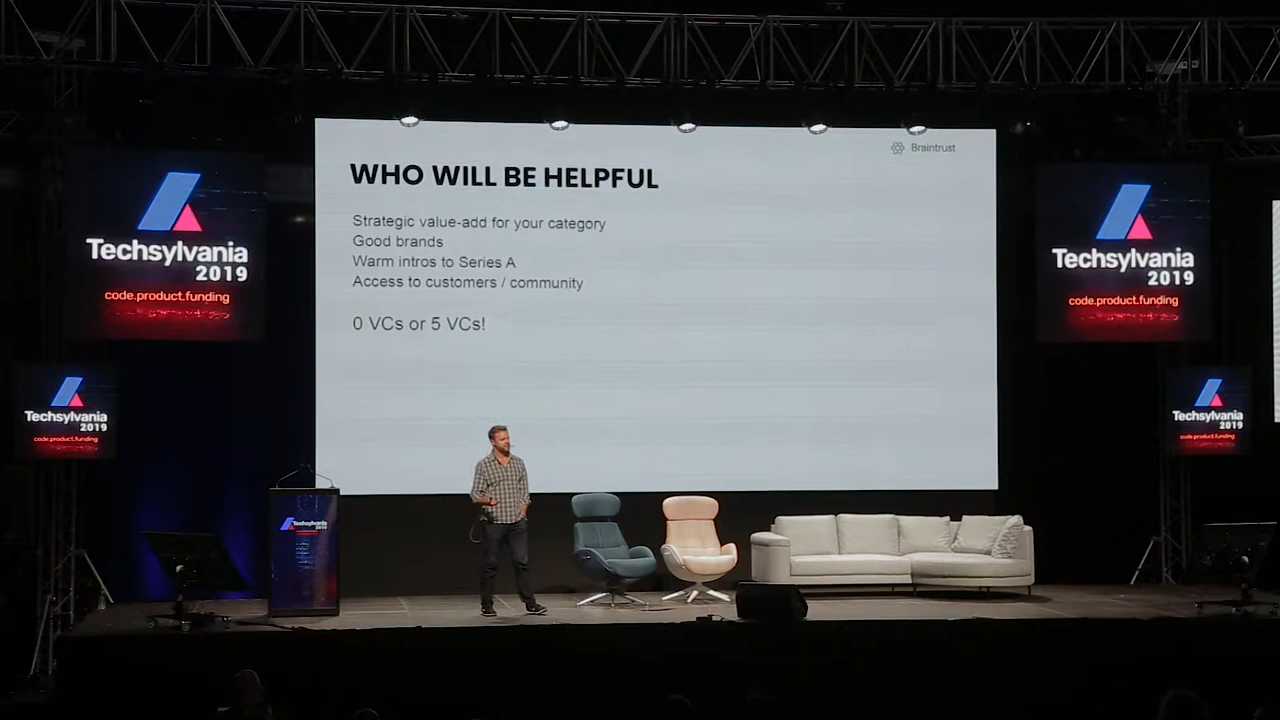 Braintrust
WHO WILL BE HELPFUL
Strategic value-add for your category
Good brands
Warm intros to Series A
Access to customers / community
0 VCs or 5 VCs!
Techsylvania
2019
code.product.funding
Techsylvania
2019
code.product.funding
Techsylvania
2019
code.product.funding
Techsylvania
2019
code.product.funding
Techsylvania
2019